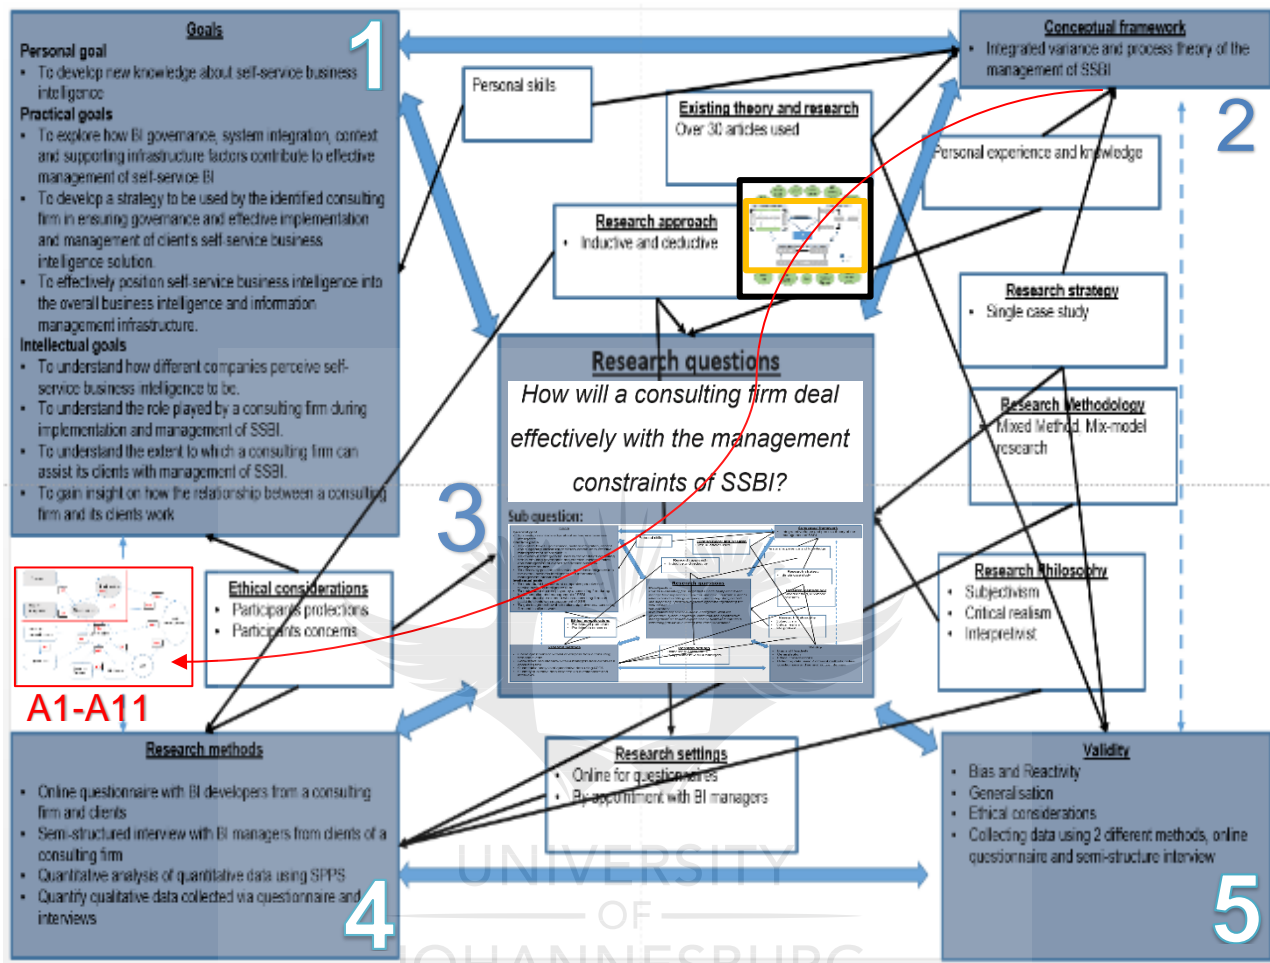 Goals
1
Personal goal
• To develop new knowledge about self-service business
intelligence
Practical goals
• To explore how BI governance, system integration, context
and supporting infrastructure factors contribute to effective
management of self-service BI
• To develop a strategy to be used by the identified consulting
firm in ensuring governance and effective implementation
and management of client's self-service business
intelligence solution.
• To effectively position self-service business intelligence into
the overall business intelligence and information
management infrastructure.
Intellectual goals
• To understand how different companies perceive self-
service business intelligence to be.
• To understand the role played by a consulting firm during
implementation and management of SSBI.
• To understand the extent to which a consulting firm can
assist its clients with management of SSBI.
• To gain insight on how the relationship between a consulting
firm and its clients work
Personal skills
Existing theory and research
Over 30 articles used
Conceptual framework
• Integrated variance and process theory of the
management of SSBI
2
Personal experience and knowledge
Research approach
• Inductive and deductive
Research strategy
• Single case study
Research Methodology
• Mixed Method, Mix-model
research
Research questions
How will a consulting firm deal
effectively with the management
constraints of SSBI?
3
Sub question:
Research Philosophy
• Subjectivism
• Critical realism
• Interpretivist
Ethical considerations
• Participants protections
• Participants concerns
A1-A11
Research methods
• Online questionnaire with BI developers from a consulting
firm and clients
• Semi-structured interview with BI managers from clients of a
consulting firm
• Quantitative analysis of quantitative data using SPPS
• Quantify qualitative data collected via questionnaire and
interviews
4
Research settings
• Online for questionnaires
• By appointment with BI managers
Validity
• Bias and Reactivity
• Generalisation
• Ethical considerations
• Collecting data using 2 different methods, online
questionnaire and semi-structure interview
5
UNIVERSITY
OF
JOHANNESBURG